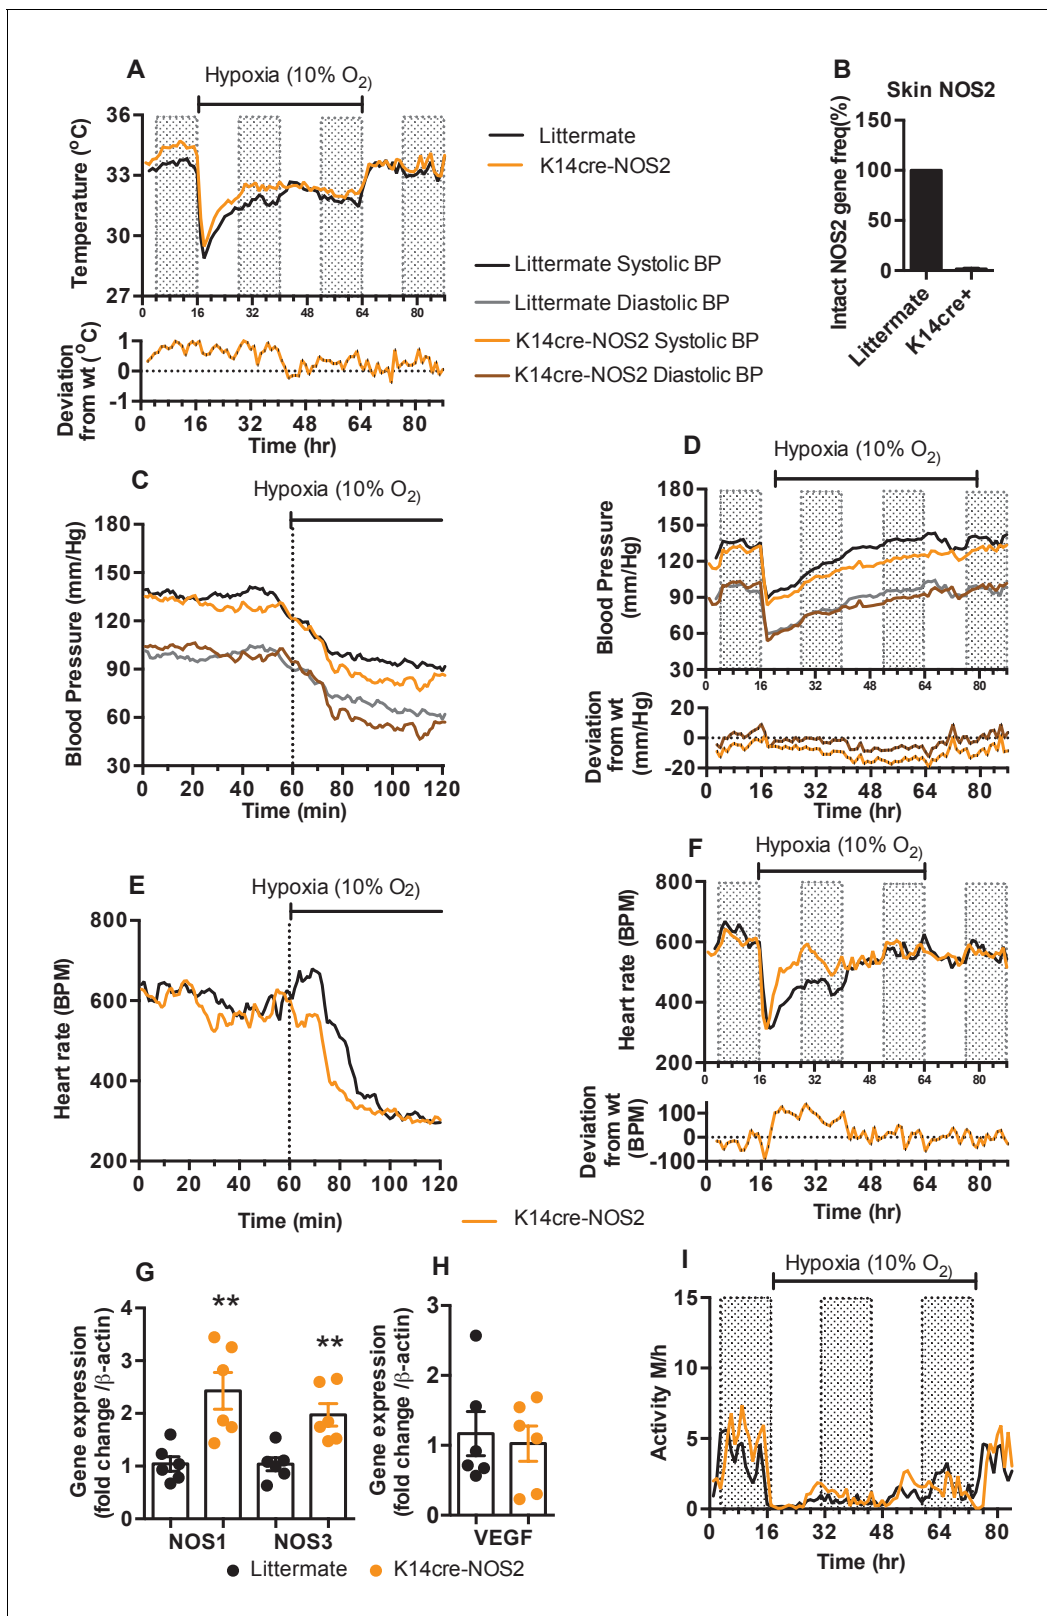 A
Hypoxia (10% O2)
36
33
30
27
Temperature (oC)
0 16 32 48 64 80
1
0
-1
Deviation
from wt (oC)
0 16 32 48 64 80
Time (hr)
Littermate
K14cre-NOS2
Littermate Systolic BP
Littermate Diastolic BP
K14cre-NOS2 Systolic BP
K14cre-NOS2 Diastolic BP
B
Skin NOS2
150
100
50
0
Intact NOS2 gene freq(%)
Littermate
K14cre+
C
Hypoxia (10% O2)
180
150
120
90
60
30
Blood Pressure (mm/Hg)
0 20 40 60 80 100 120
Time (min)
D
Hypoxia (10% O2)
180
150
120
90
60
30
Blood Pressure
(mm/Hg)
0 16 32 48 64 80
20
0
-20
Deviation
from wt
(mm/Hg)
0 16 32 48 64 80
Time (hr)
E
Hypoxia (10% O2)
800
600
400
200
Heart rate (BPM)
0 20 40 60 80 100 120
Time (min)
F
Hypoxia (10% O2)
800
600
400
200
Heart rate (BPM)
0 16 32 48 64 80
100
0
-100
Deviation
from wt
(BPM)
0 16 32 48 64 80
Time (hr)
K14cre-NOS2
G
4
3
2
1
0
Gene expression
(fold change /β-actin)
**
**
NOS1 NOS3
H
3
2
1
0
Gene expression
(fold change /β-actin)
VEGF
Littermate K14cre-NOS2
I
Hypoxia (10% O2)
15
10
5
0
Activity M/h
0 16 32 48 64 80
Time (hr)